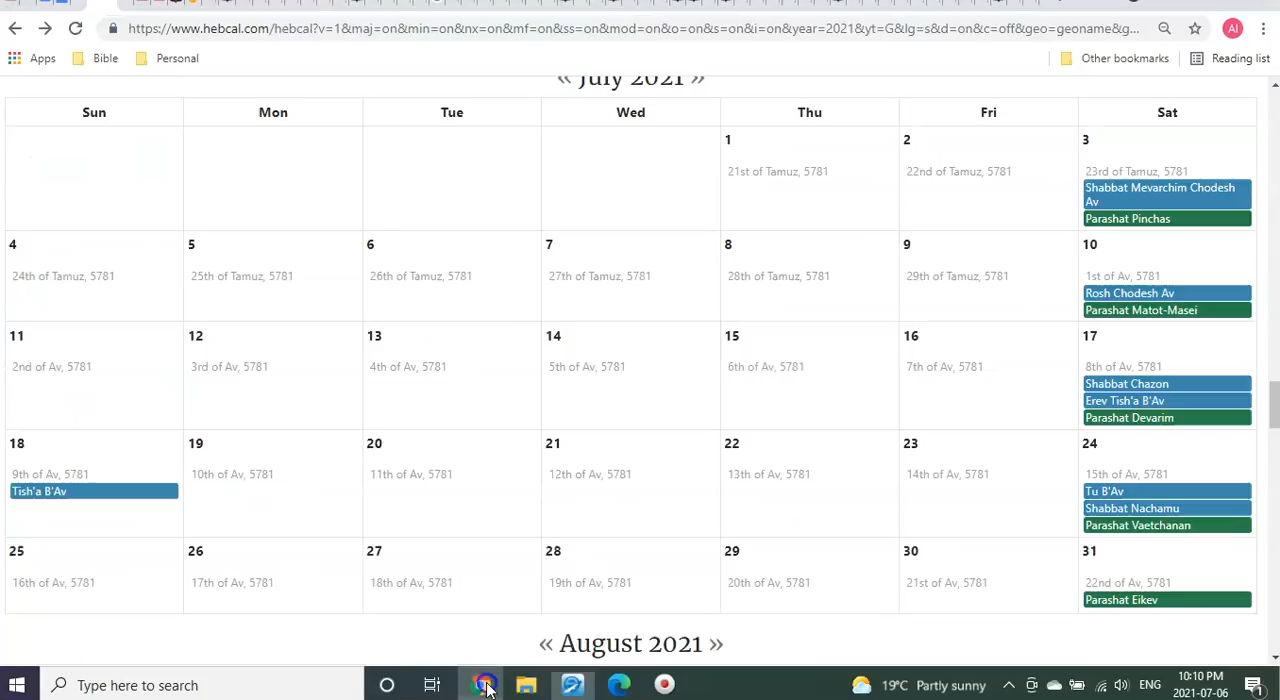 https://www.hebcal.com/hebcal?v=1&maj=on&min=on&nx=on&mf=on&ss=on&mod=on&o=on&s=on&i=on&year=2021&yt=G&lg=s&d=on&c=off&geo=geoname&g...
AI
Apps Bible Personal Other bookmarks Reading list
« July 2021 »
Sun Mon Tue Wed Thu Fri Sat
1 2 3
21st of Tamuz, 5781 22nd of Tamuz, 5781 23rd of Tamuz, 5781
Shabbat Mevarchim Chodesh
Av
Parashat Pinchas
4 5 6 7 8 9 10
24th of Tamuz, 5781 25th of Tamuz, 5781 26th of Tamuz, 5781 27th of Tamuz, 5781 28th of Tamuz, 5781 29th of Tamuz, 5781 1st of Av, 5781
Rosh Chodesh Av
Parashat Matot-Masei
11 12 13 14 15 16 17
2nd of Av, 5781 3rd of Av, 5781 4th of Av, 5781 5th of Av, 5781 6th of Av, 5781 7th of Av, 5781 8th of Av, 5781
Shabbat Chazon
Erev Tish'a B'Av
Parashat Devarim
18 19 20 21 22 23 24
9th of Av, 5781 10th of Av, 5781 11th of Av, 5781 12th of Av, 5781 13th of Av, 5781 14th of Av, 5781 15th of Av, 5781
Tish'a B'Av Tu B'Av
Shabbat Nachamu
Parashat Vaetchanan
25 26 27 28 29 30 31
16th of Av, 5781 17th of Av, 5781 18th of Av, 5781 19th of Av, 5781 20th of Av, 5781 21st of Av, 5781 22nd of Av, 5781
Parashat Eikev
« August 2021 »
Type here to search
19°C Partly sunny
ENG
10:10 PM
2021-07-06
1